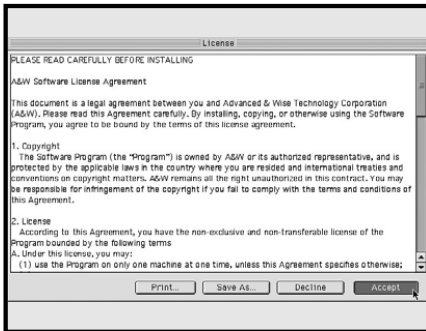 License
PLEASE READ CAREFULLY BEFORE INSTALLING
A&W Software License Agreement
This document is a legal agreement between you and Advanced & Wise Technology Corporation
(A&W). Please read this Agreement carefully. By installing, copying, or otherwise using the Software
Program, you agree to be bound by the terms of this license agreement.
1. Copyright
The Software Program (the "Program") is owned by A&W or its authorized representative, and is
protected by the applicable laws in the country where you are resided and international treaties and
conventions on copyright matters. A&W remains all the right unauthorized in this contract. You may
be responsible for infringement of the copyright if you fail to comply with the terms and conditions of
this Agreement.
2. License
According to this Agreement, you have the non-exclusive and non-transferable license of the
Program bounded by the following terms
A. Under this license, you may:
(1) use the Program on only one machine at one time, unless this Agreement specifies otherwise;
Print... Save As... Decline Accept